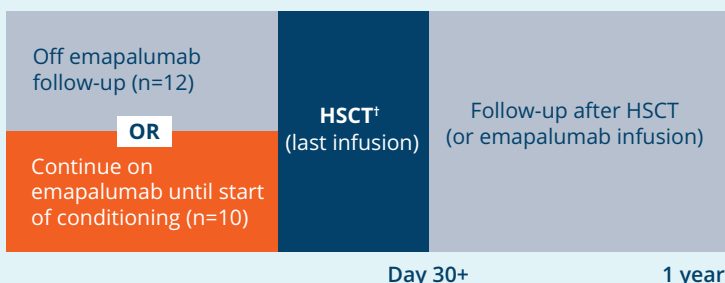 Off emapalumab
follow-up (n=12)
OR
Continue on
emapalumab until start
of conditioning (n=10)
HSCT†
(last infusion)
Follow-up after HSCT
(or emapalumab infusion)
Day 30+
1 year